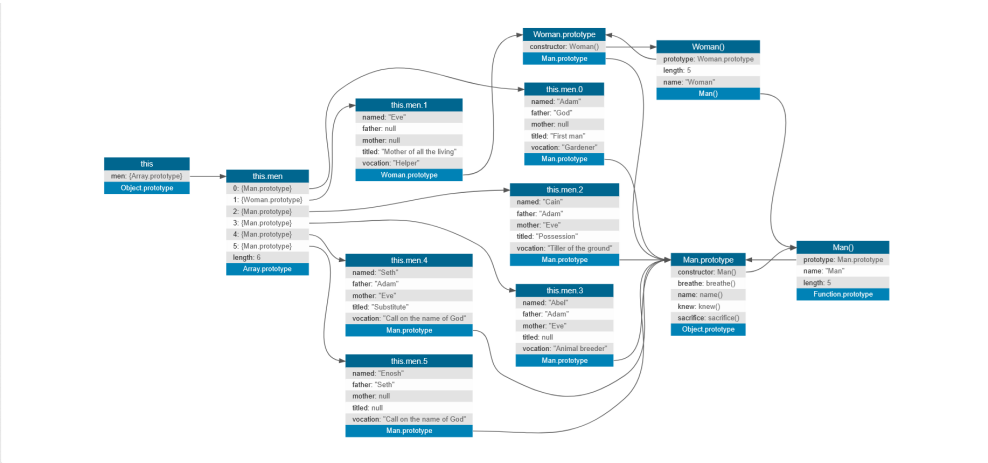 this
men: {Array.prototype}
Object.prototype
this.men
0: {Man.prototype}
1: {Woman.prototype}
2: {Man.prototype}
3: {Man.prototype}
4: {Man.prototype}
5: {Man.prototype}
length: 6
Array.prototype
this.men.1
named: "Eve"
father: null
mother: null
titled: "Mother of all the living"
vocation: "Helper"
Woman.prototype
this.men.4
named: "Seth"
father: "Adam"
mother: "Eve"
titled: "Substitute"
vocation: "Call on the name of God"
Man.prototype
this.men.5
named: "Enosh"
father: "Seth"
mother: null
titled: null
vocation: "Call on the name of God"
Man.prototype
Woman.prototype
constructor: Woman()
Man.prototype
this.men.0
named: "Adam"
father: "God"
mother: null
titled: "First man"
vocation: "Gardener"
Man.prototype
this.men.2
named: "Cain"
father: "Adam"
mother: "Eve"
titled: "Possession"
vocation: "Tiller of the ground"
Man.prototype
this.men.3
named: "Abel"
father: "Adam"
mother: "Eve"
titled: null
vocation: "Animal breeder"
Man.prototype
Woman()
prototype: Woman.prototype
length: 5
name: "Woman"
Man()
Man.prototype
constructor: Man()
breathe: breathe()
name: name()
knew: knew()
sacrifice: sacrifice()
Object.prototype
Man()
prototype: Man.prototype
name: "Man"
length: 5
Function.prototype